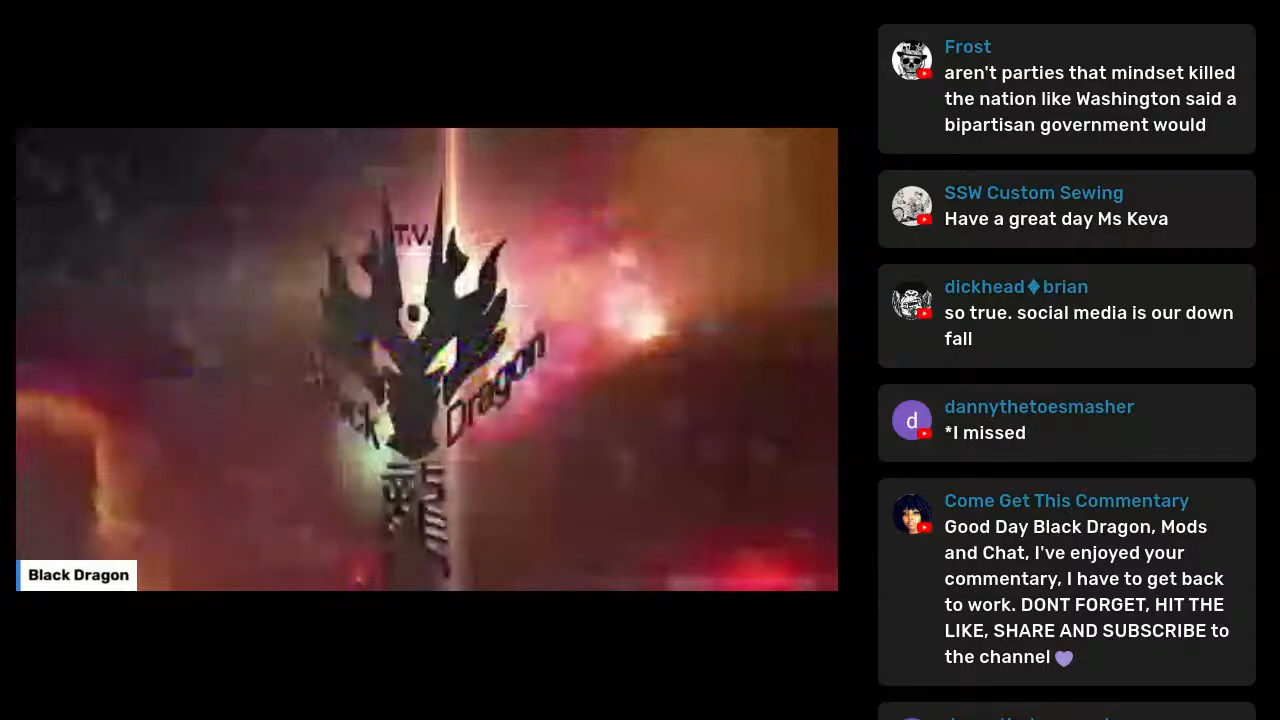 T.V.
Dragon
龍
Black Dragon
Frost
aren't parties that mindset killed
the nation like Washington said a
bipartisan government would
SSW Custom Sewing
Have a great day Ms Keva
dickhead♦brian
so true. social media is our down
fall
d
dannythetoesmasher
*I missed
Come Get This Commentary
Good Day Black Dragon, Mods
and Chat, I've enjoyed your
commentary, I have to get back
to work. DONT FORGET, HIT THE
LIKE, SHARE AND SUBSCRIBE to
the channel 💜